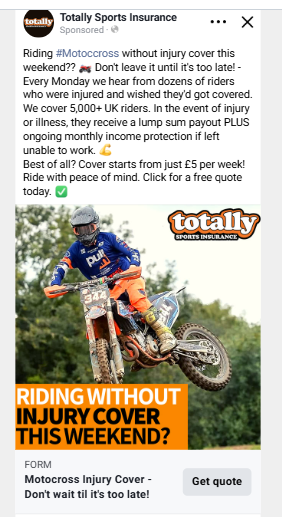 totally
Totally Sports Insurance
Sponsored ·
Riding #Motoccross without injury cover this
weekend?? 🏍️ Don't leave it until it's too late! -
Every Monday we hear from dozens of riders
who were injured and wished they'd got covered.
We cover 5,000+ UK riders. In the event of injury
or illness, they receive a lump sum payout PLUS
ongoing monthly income protection if left
unable to work. 💪
Best of all? Cover starts from just £5 per week!
Ride with peace of mind. Click for a free quote
today. ✅
totally
SPORTS INSURANCE
pull
344
RIDING WITHOUT
INJURY COVER
THIS WEEKEND?
FORM
Motocross Injury Cover -
Don't wait til it's too late!
Get quote